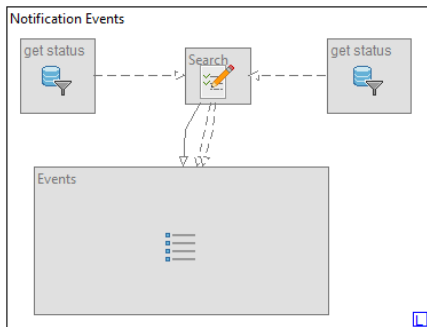 Notification Events
get status
Search
get status
Events
L